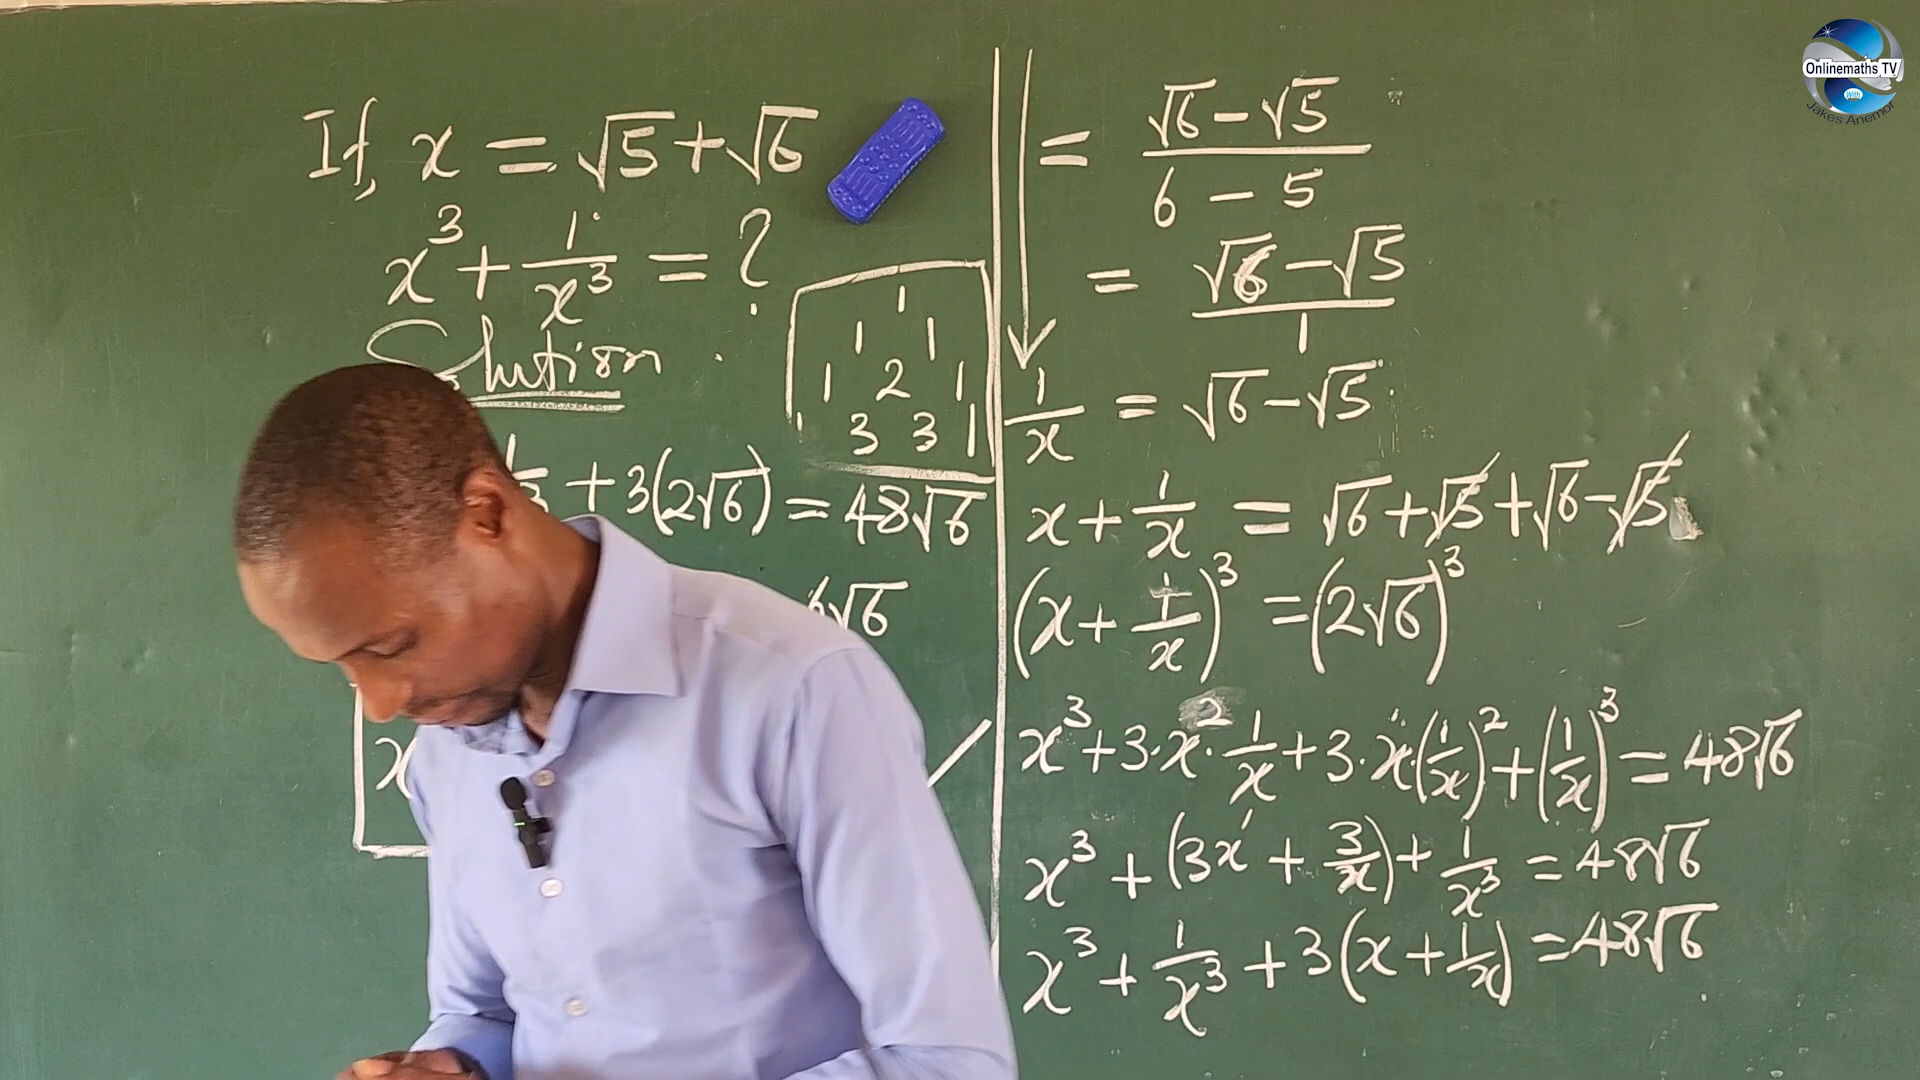 If, x = √5 + √6
x³ + 1/x³ = ?
Solution
1
1 1
1 2 1
1 3 3 1
+ 3(2√6) = 48√6
6√6
x
= (√6 - √5)/(6 - 5)
= (√6 - √5)/1
1/x = √6 - √5
x + 1/x = √6 + √5 + √6 - √5
(x + 1/x)³ = (2√6)³
x³ + 3·x²·1/x + 3·x·(1/x)² + (1/x)³ = 48√6
x³ + (3x + 3/x) + 1/x³ = 48√6
x³ + 1/x³ + 3(x + 1/x) = 48√6
Onlinemaths TV
With
Jakes Anemor